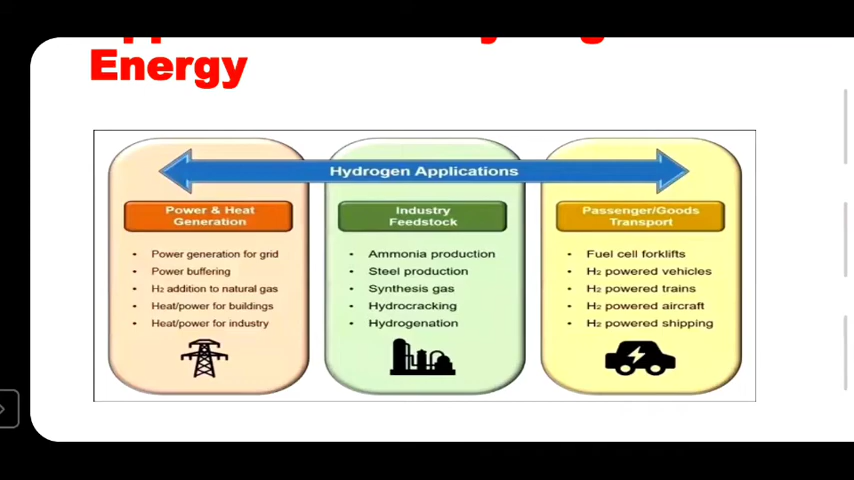 Energy
Hydrogen Applications
Power & Heat
Generation
• Power generation for grid
• Power buffering
• H₂ addition to natural gas
• Heat/power for buildings
• Heat/power for industry
Industry
Feedstock
• Ammonia production
• Steel production
• Synthesis gas
• Hydrocracking
• Hydrogenation
Passenger/Goods
Transport
• Fuel cell forklifts
• H₂ powered vehicles
• H₂ powered trains
• H₂ powered aircraft
• H₂ powered shipping